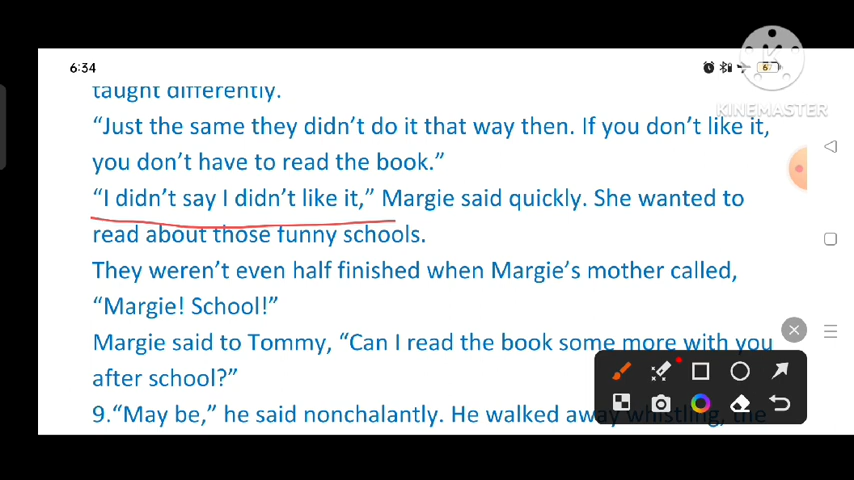 6:34
67
KINEMASTER
taught differently.
“Just the same they didn’t do it that way then. If you don’t like it,
you don’t have to read the book.”
“I didn’t say I didn’t like it,” Margie said quickly. She wanted to
read about those funny schools.
They weren’t even half finished when Margie’s mother called,
“Margie! School!”
Margie said to Tommy, “Can I read the book some more with you
after school?”
9.“May be,” he said nonchalantly. He walked away whistling, the